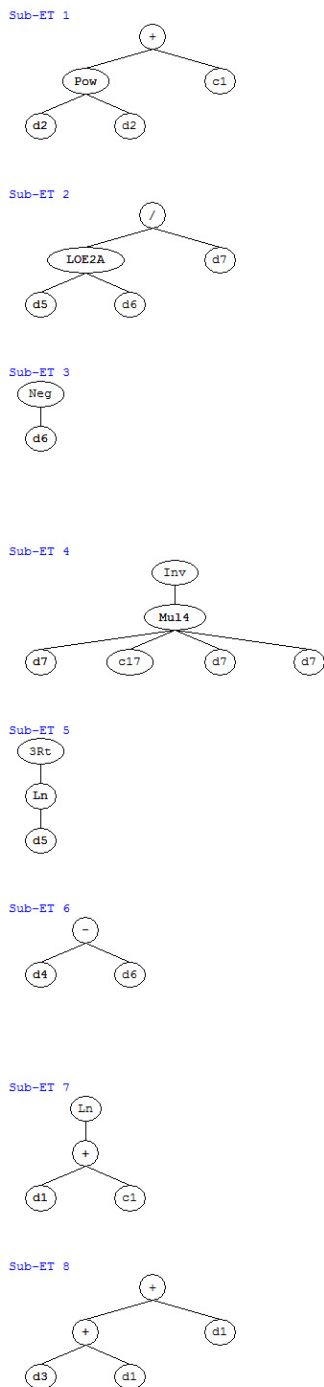 Sub-ET 1
+
Pow c1
d2 d2
Sub-ET 2
/
LOE2A d7
d5 d6
Sub-ET 3
Neg
d6
Sub-ET 4
Inv
Mul4
d7 c17 d7 d7
Sub-ET 5
3Rt
Ln
d5
Sub-ET 6
-
d4 d6
Sub-ET 7
Ln
+
d1 c1
Sub-ET 8
+
+ d1
d3 d1